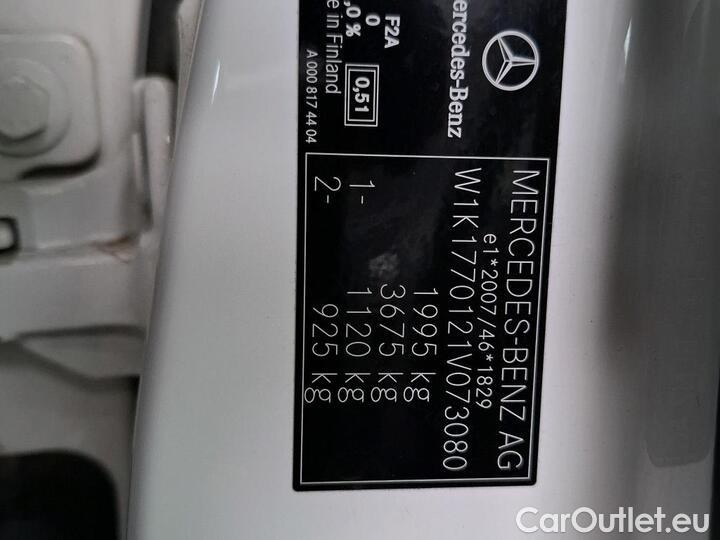 MERCEDES-BENZ AG
e1*2007/46*1829
W1K1770121V073080
1995 kg
3675 kg
1- 1120 kg
2- 925 kg
Mercedes-Benz
F2A
0
,0 %
0,51
in Finland
A 000 817 44 04
CarOutlet.eu